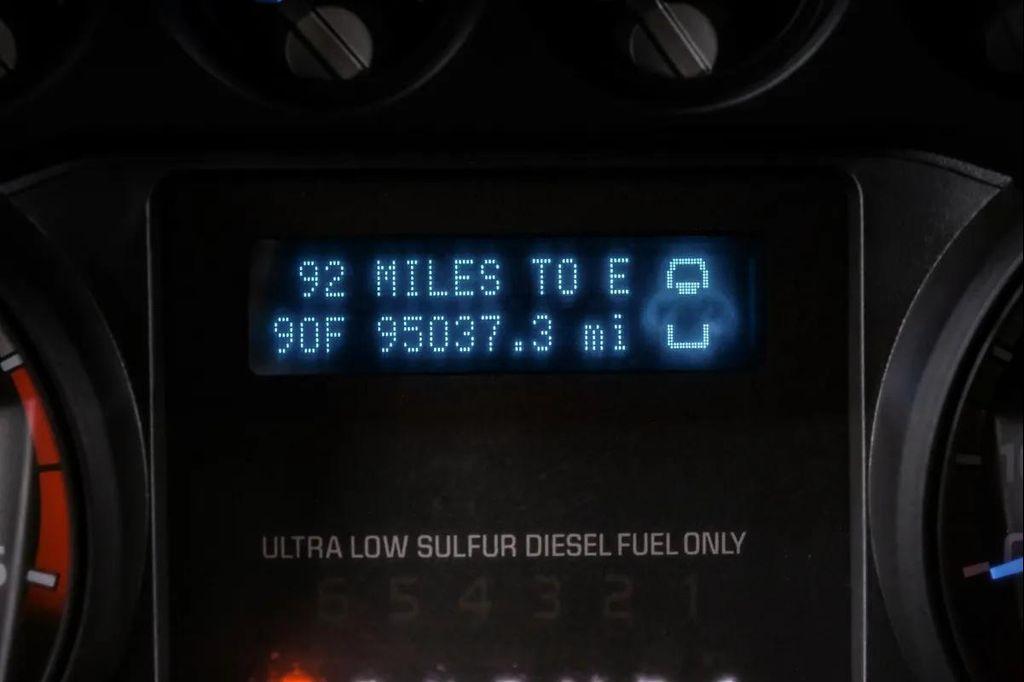 92 MILES TO E
90F 95037.3 mi
ULTRA LOW SULFUR DIESEL FUEL ONLY
6 5 4 3 2 1